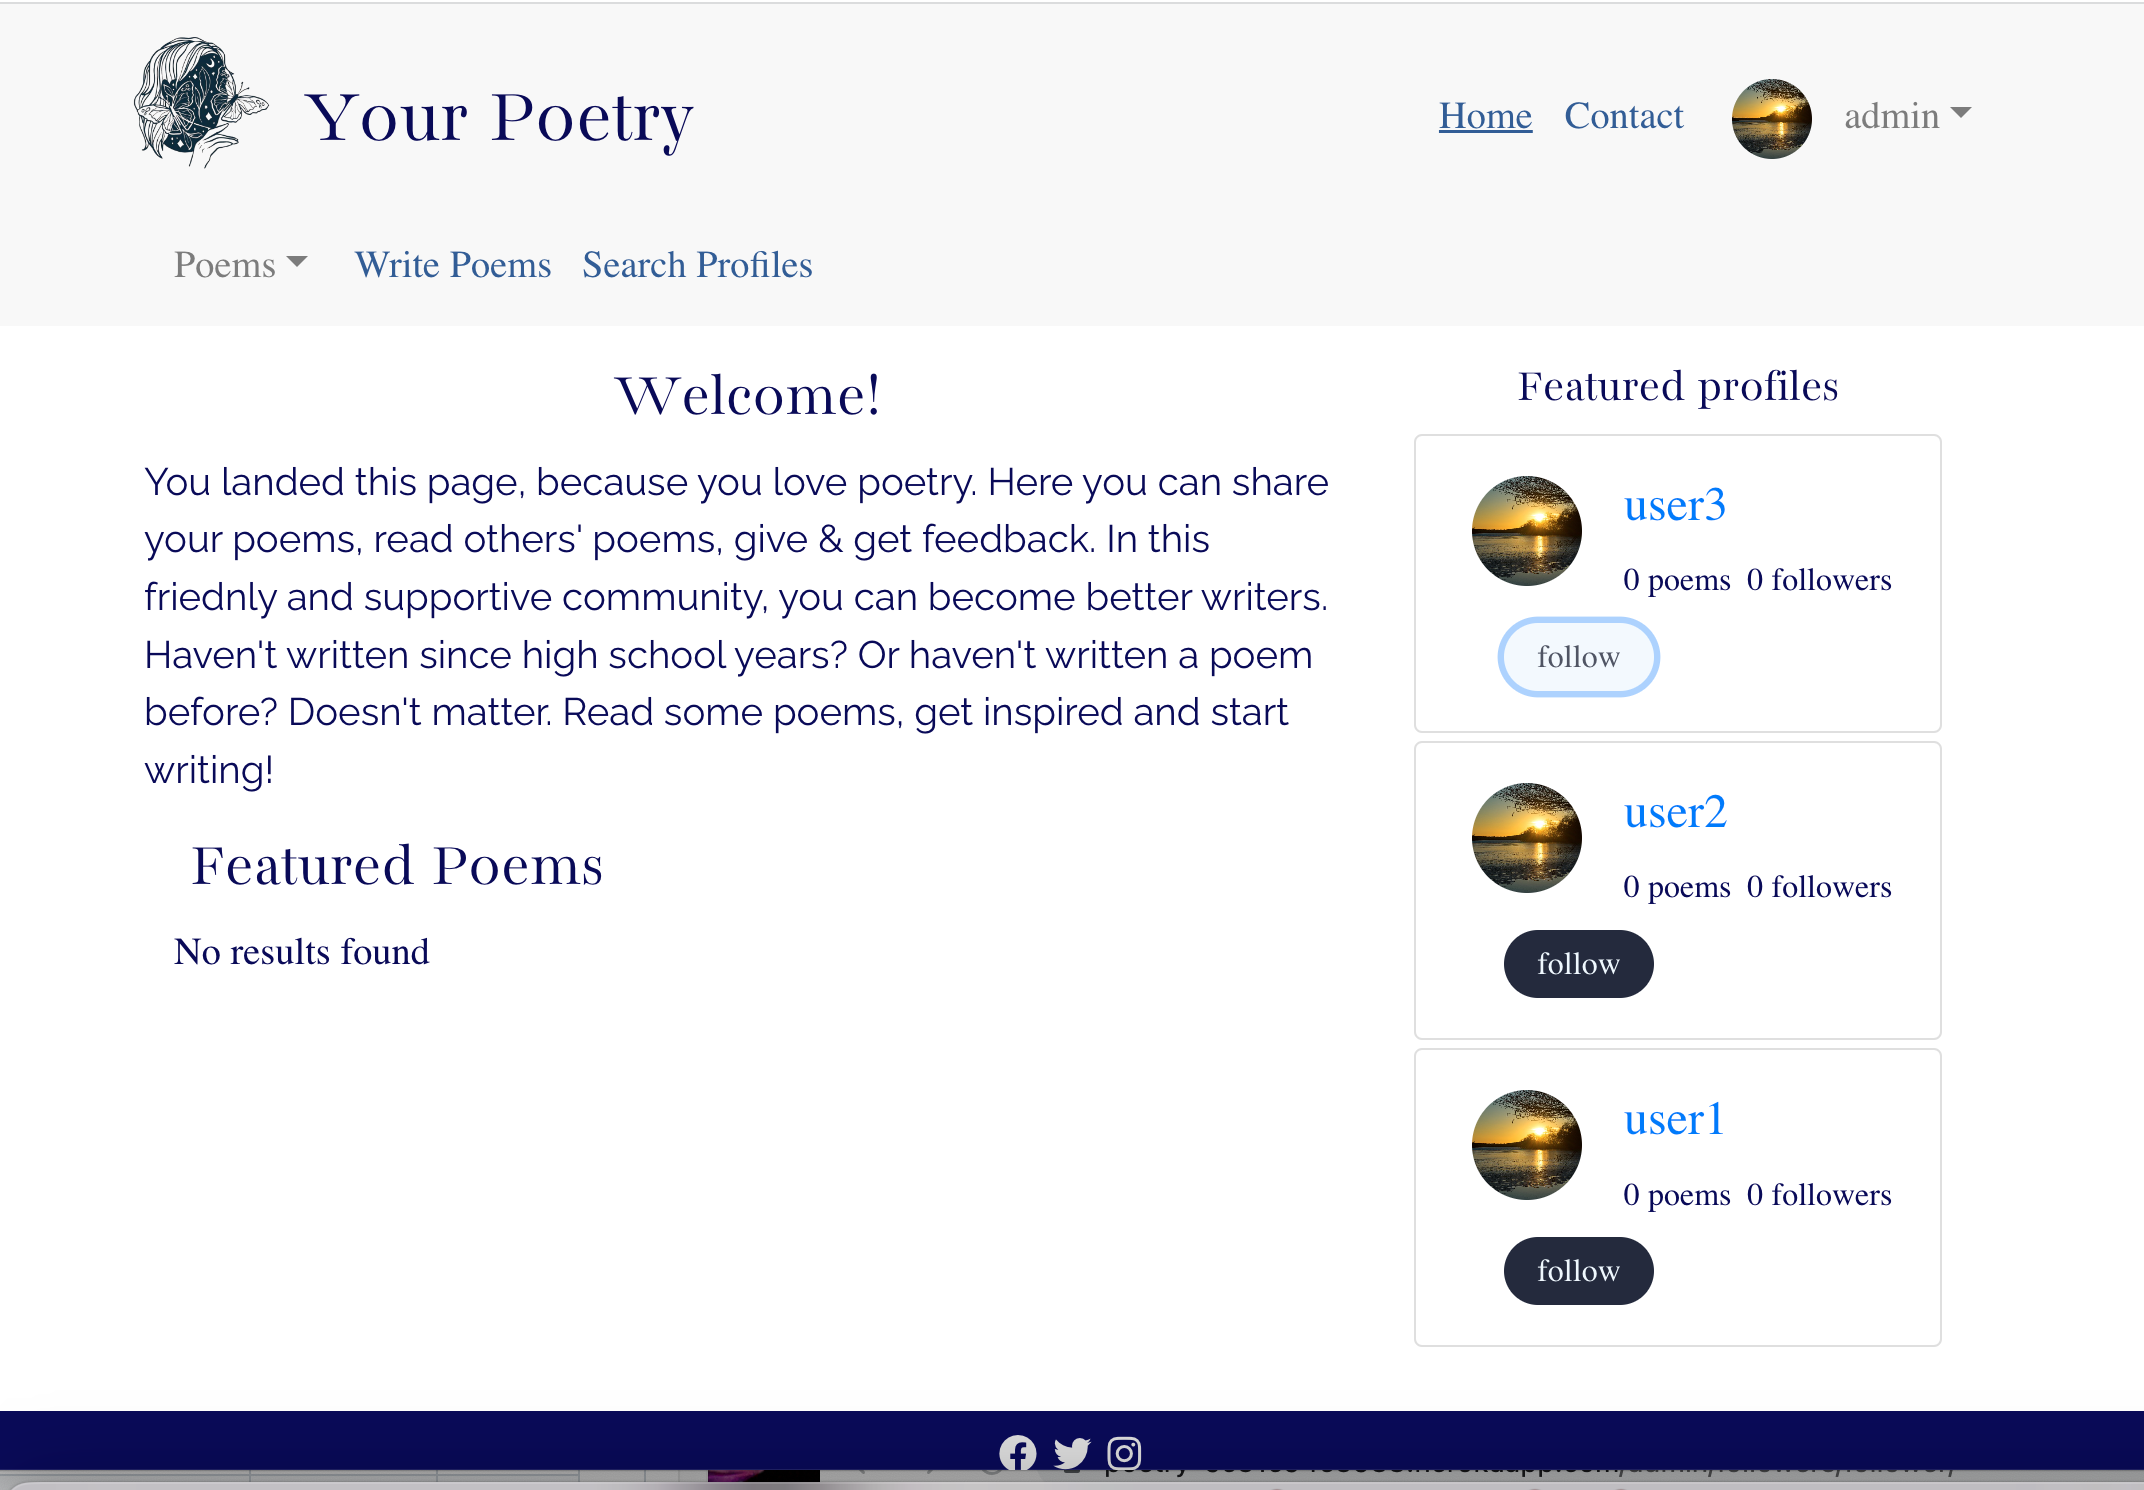 Your Poetry
Home Contact admin
Poems Write Poems Search Profiles
Welcome!
You landed this page, because you love poetry. Here you can share
your poems, read others' poems, give & get feedback. In this
friednly and supportive community, you can become better writers.
Haven't written since high school years? Or haven't written a poem
before? Doesn't matter. Read some poems, get inspired and start
writing!
Featured Poems
No results found
Featured profiles
user3
0 poems 0 followers
follow
user2
0 poems 0 followers
follow
user1
0 poems 0 followers
follow